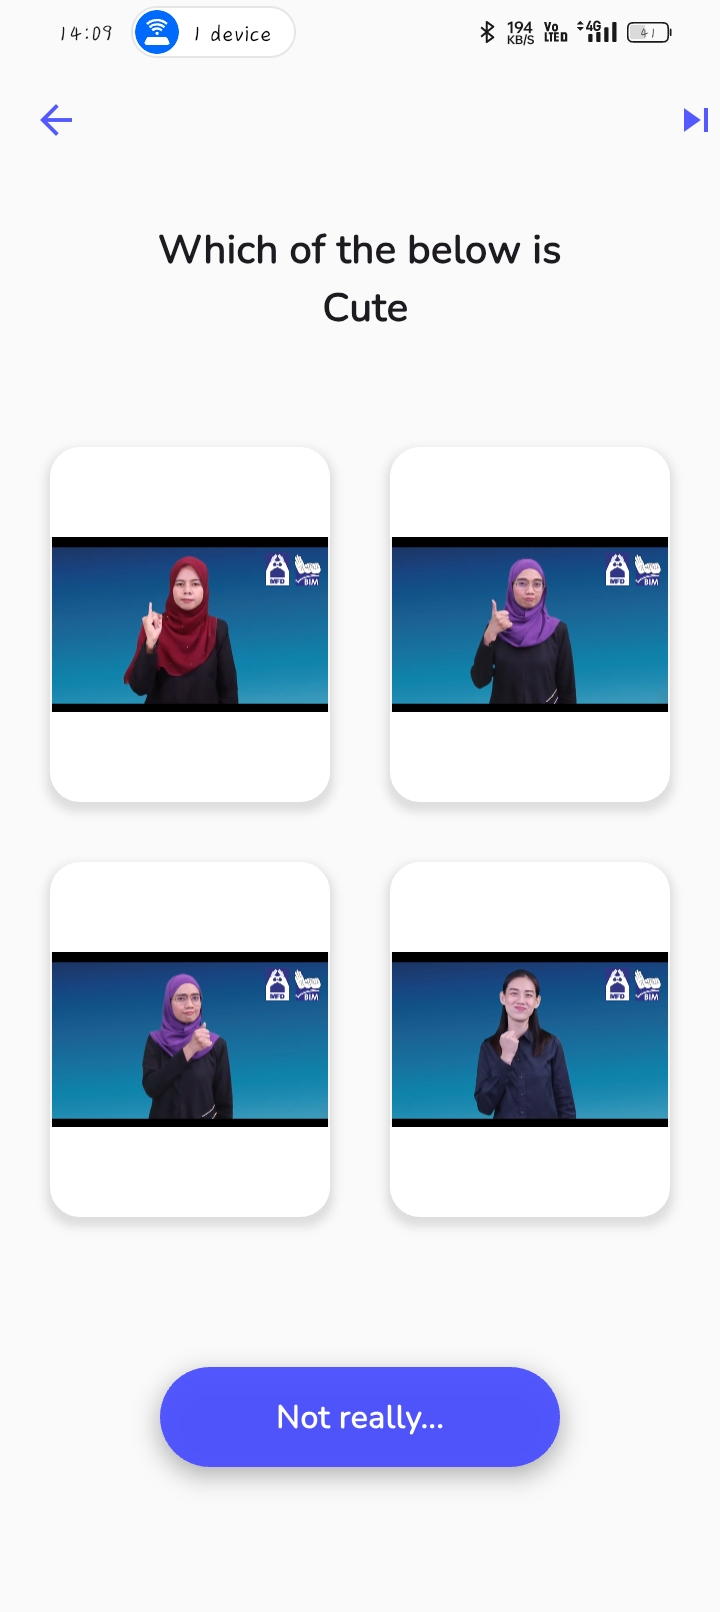 14:09
1 device
194
KB/S
Vo
LTED
4G
41
Which of the below is
Cute
MFD
BIM
MFD
BIM
MFD
BIM
MFD
BIM
Not really...